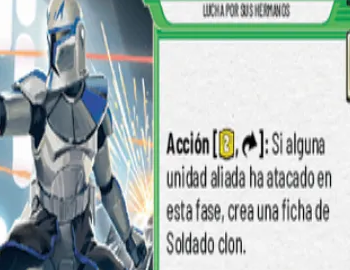 LUCHA POR SUS HERMANOS
Acción [2, ↷]: Si alguna
unidad aliada ha atacado en
esta fase, crea una ficha de
Soldado clon.